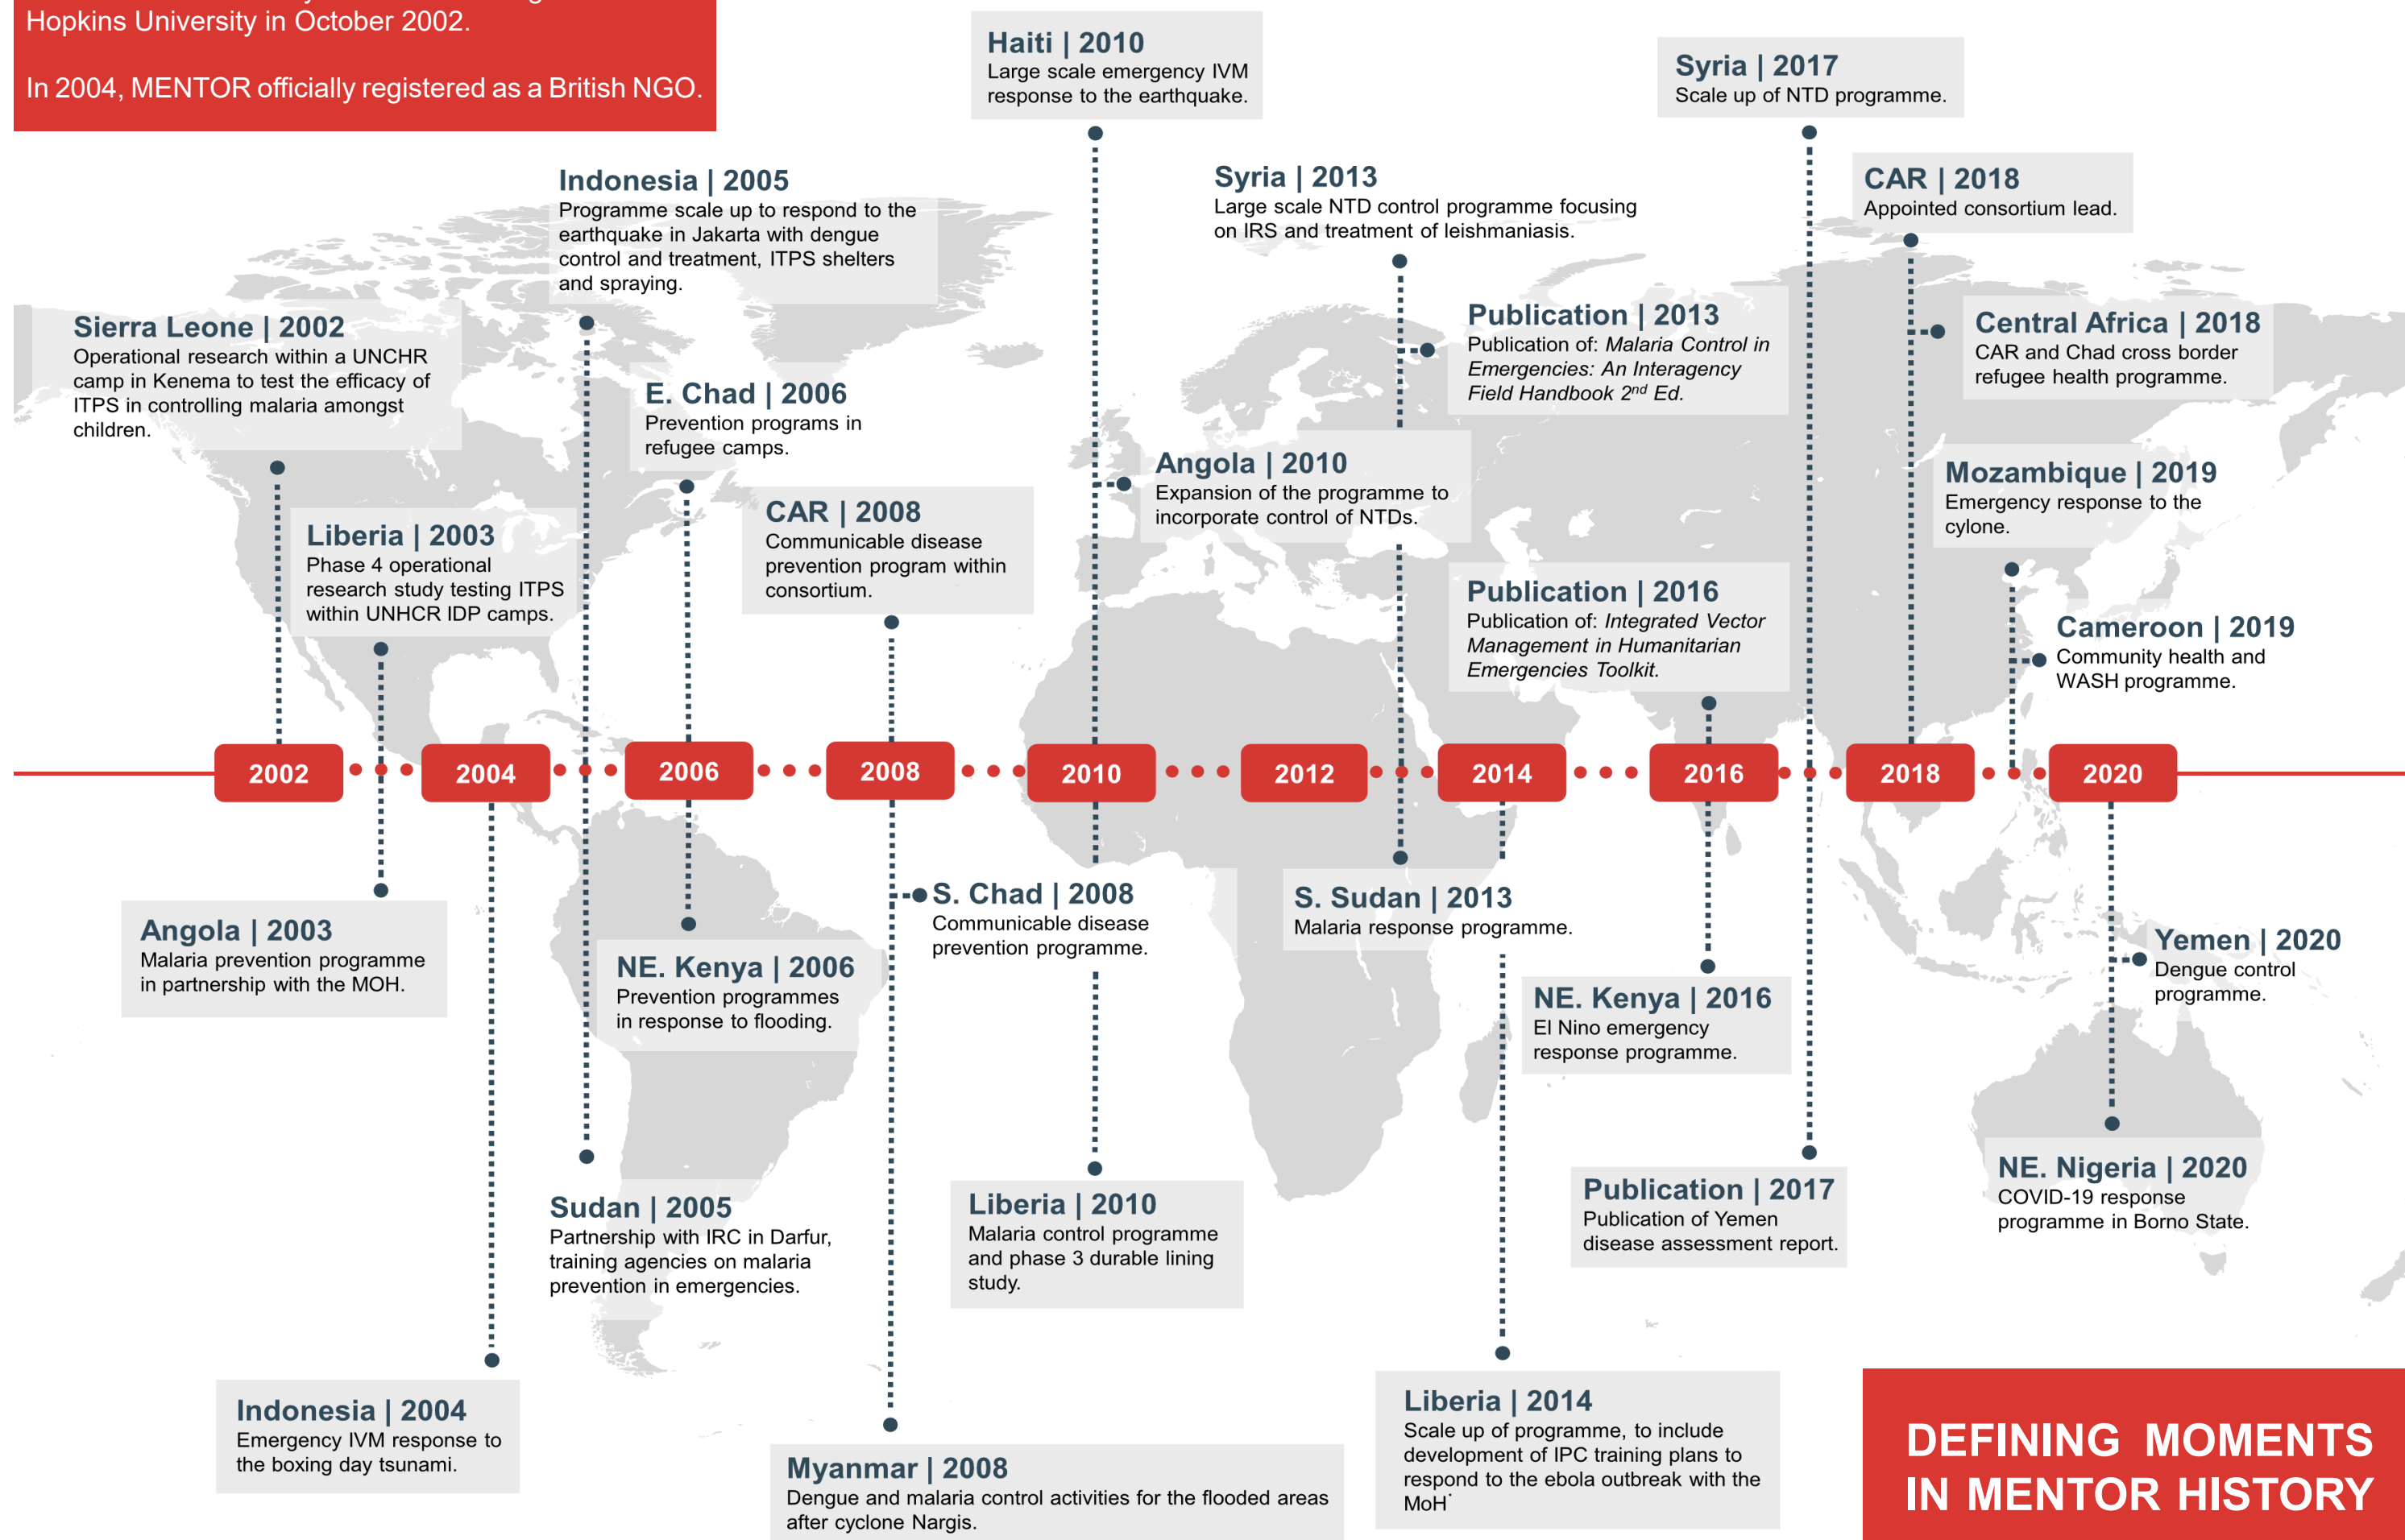 Hopkins University in October 2002.
In 2004, MENTOR officially registered as a British NGO.
Haiti | 2010
Large scale emergency IVM
response to the earthquake.
Syria | 2017
Scale up of NTD programme.
Indonesia | 2005
Programme scale up to respond to the
earthquake in Jakarta with dengue
control and treatment, ITPS shelters
and spraying.
Syria | 2013
Large scale NTD control programme focusing
on IRS and treatment of leishmaniasis.
CAR | 2018
Appointed consortium lead.
Sierra Leone | 2002
Operational research within a UNCHR
camp in Kenema to test the efficacy of
ITPS in controlling malaria amongst
children.
Publication | 2013
Publication of: Malaria Control in
Emergencies: An Interagency
Field Handbook 2nd Ed.
Central Africa | 2018
CAR and Chad cross border
refugee health programme.
E. Chad | 2006
Prevention programs in
refugee camps.
Angola | 2010
Expansion of the programme to
incorporate control of NTDs.
Mozambique | 2019
Emergency response to the
cylone.
CAR | 2008
Communicable disease
prevention program within
consortium.
Liberia | 2003
Phase 4 operational
research study testing ITPS
within UNHCR IDP camps.
Publication | 2016
Publication of: Integrated Vector
Management in Humanitarian
Emergencies Toolkit.
Cameroon | 2019
Community health and
WASH programme.
2002
2004
2006
2008
2010
2012
2014
2016
2018
2020
Angola | 2003
Malaria prevention programme
in partnership with the MOH.
S. Chad | 2008
Communicable disease
prevention programme.
S. Sudan | 2013
Malaria response programme.
Yemen | 2020
Dengue control
programme.
NE. Kenya | 2006
Prevention programmes
in response to flooding.
NE. Kenya | 2016
El Nino emergency
response programme.
Sudan | 2005
Partnership with IRC in Darfur,
training agencies on malaria
prevention in emergencies.
Liberia | 2010
Malaria control programme
and phase 3 durable lining
study.
Publication | 2017
Publication of Yemen
disease assessment report.
NE. Nigeria | 2020
COVID-19 response
programme in Borno State.
Indonesia | 2004
Emergency IVM response to
the boxing day tsunami.
Myanmar | 2008
Dengue and malaria control activities for the flooded areas
after cyclone Nargis.
Liberia | 2014
Scale up of programme, to include
development of IPC training plans to
respond to the ebola outbreak with the
MoH
DEFINING MOMENTS
IN MENTOR HISTORY